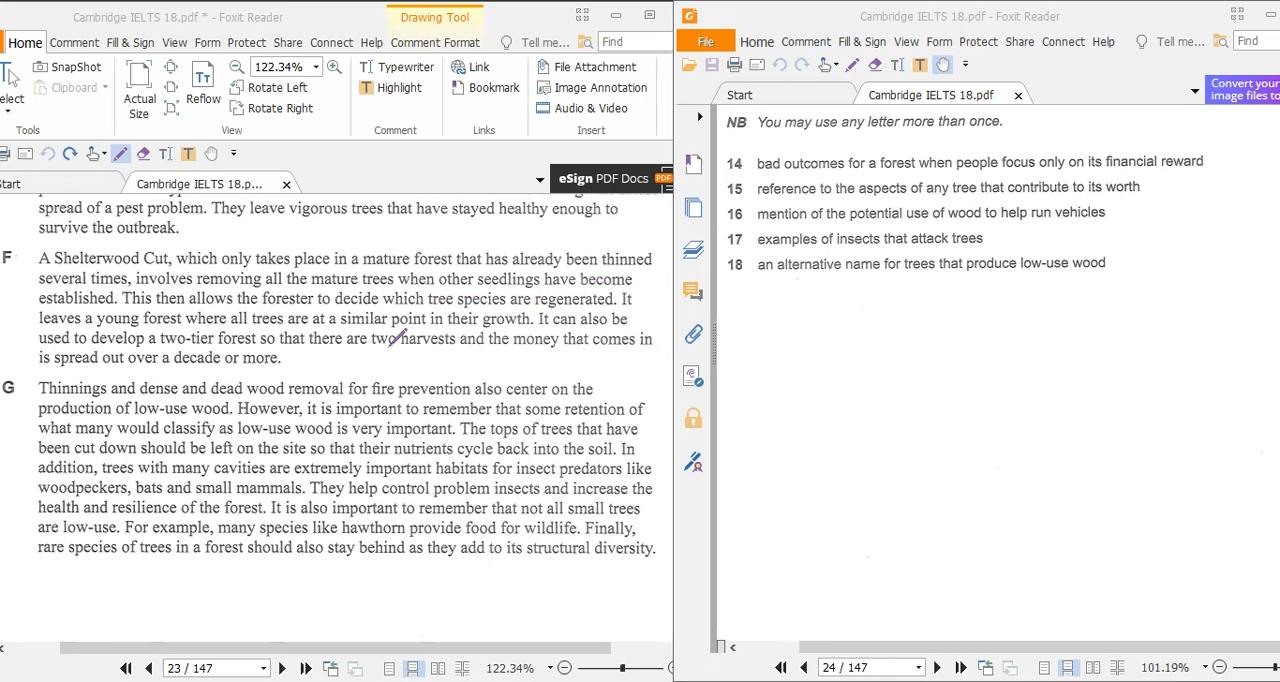 Cambridge IELTS 18.pdf * - Foxit Reader
Drawing Tool
Home Comment Fill & Sign View Form Protect Share Connect Help Comment Format Tell me... Find
SnapShot
Clipboard
elect
Tools
Actual Size
Reflow
122.34%
Rotate Left
Rotate Right
View
Typewriter
Highlight
Comment
Link
Bookmark
Links
File Attachment
Image Annotation
Audio & Video
Insert
eSign PDF Docs PDF
tart
Cambridge IELTS 18.p...
spread of a pest problem. They leave vigorous trees that have stayed healthy enough to
survive the outbreak.
F A Shelterwood Cut, which only takes place in a mature forest that has already been thinned
several times, involves removing all the mature trees when other seedlings have become
established. This then allows the forester to decide which tree species are regenerated. It
leaves a young forest where all trees are at a similar point in their growth. It can also be
used to develop a two-tier forest so that there are two harvests and the money that comes in
is spread out over a decade or more.
G Thinnings and dense and dead wood removal for fire prevention also center on the
production of low-use wood. However, it is important to remember that some retention of
what many would classify as low-use wood is very important. The tops of trees that have
been cut down should be left on the site so that their nutrients cycle back into the soil. In
addition, trees with many cavities are extremely important habitats for insect predators like
woodpeckers, bats and small mammals. They help control problem insects and increase the
health and resilience of the forest. It is also important to remember that not all small trees
are low-use. For example, many species like hawthorn provide food for wildlife. Finally,
rare species of trees in a forest should also stay behind as they add to its structural diversity.
23 / 147
122.34%
Cambridge IELTS 18.pdf - Foxit Reader
File Home Comment Fill & Sign View Form Protect Share Connect Help Tell me... Find
Start
Cambridge IELTS 18.pdf
Convert your
image files to
NB You may use any letter more than once.
14 bad outcomes for a forest when people focus only on its financial reward
15 reference to the aspects of any tree that contribute to its worth
16 mention of the potential use of wood to help run vehicles
17 examples of insects that attack trees
18 an alternative name for trees that produce low-use wood
24 / 147
101.19%